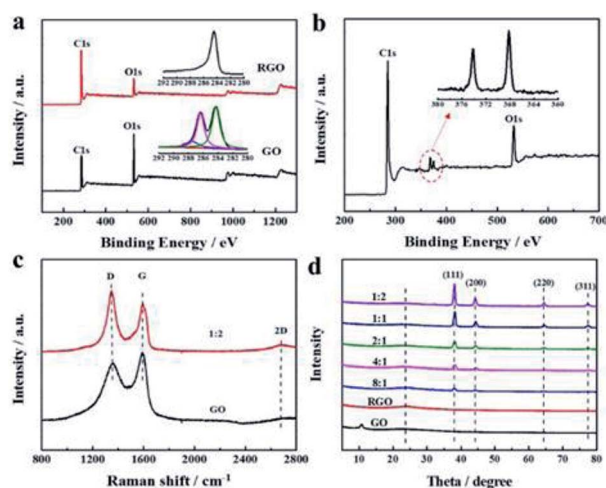 a
C1s
RGO
O1s
292 290 288 286 284 282 280
C1s
O1s
GO
292 290 288 286 284 282 280
200 400 600 800 1000 1200
Binding Energy / eV
Intensity / a.u.
b
C1s
380 376 372 368 364 360
O1s
200 300 400 500 600 700
Binding Energy / eV
Intensity / a.u.
c
D G
1:2
2D
GO
800 1200 1600 2000 2400 2800
Raman shift / cm-1
Intensity / a.u.
d
(111) (200) (220) (311)
1:2
1:1
2:1
4:1
8:1
RGO
GO
10 20 30 40 50 60 70 80
Theta / degree
Intensity